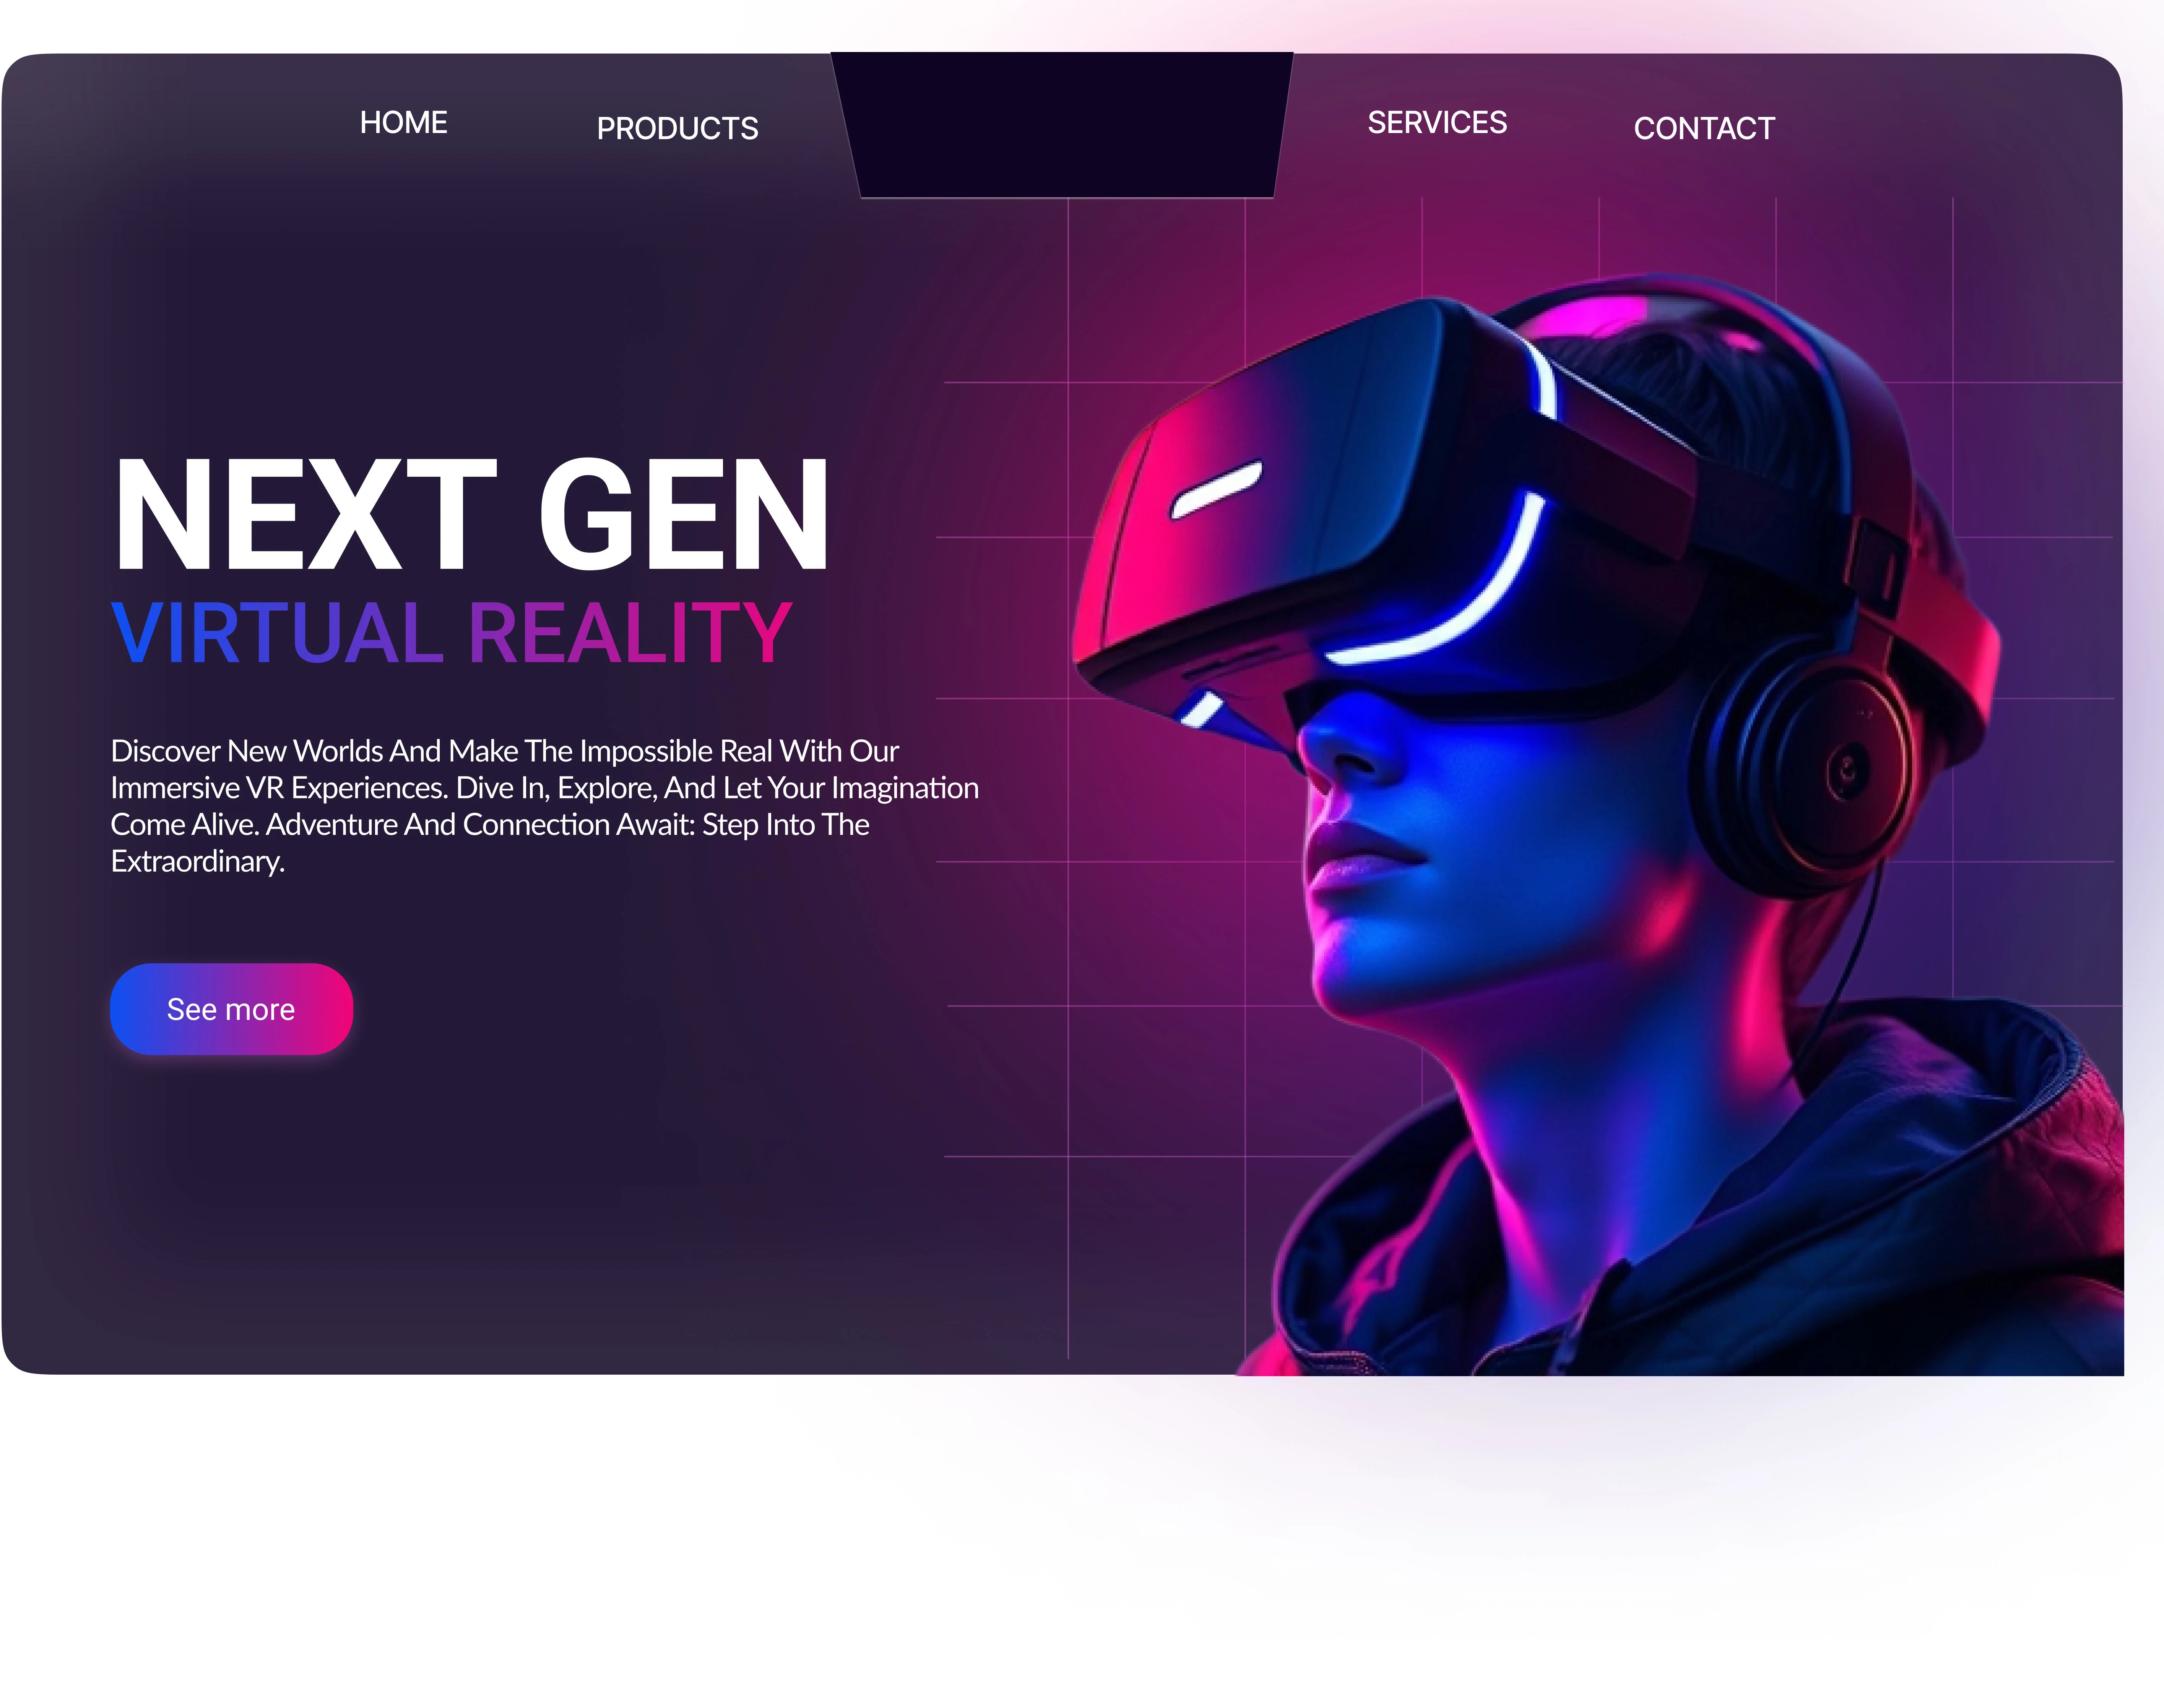 HOME
PRODUCTS
SERVICES
CONTACT
NEXT GEN
VIRTUAL REALITY
Discover New Worlds And Make The Impossible Real With Our
Immersive VR Experiences. Dive In, Explore, And Let Your Imagination
Come Alive. Adventure And Connection Await: Step Into The
Extraordinary.
See more